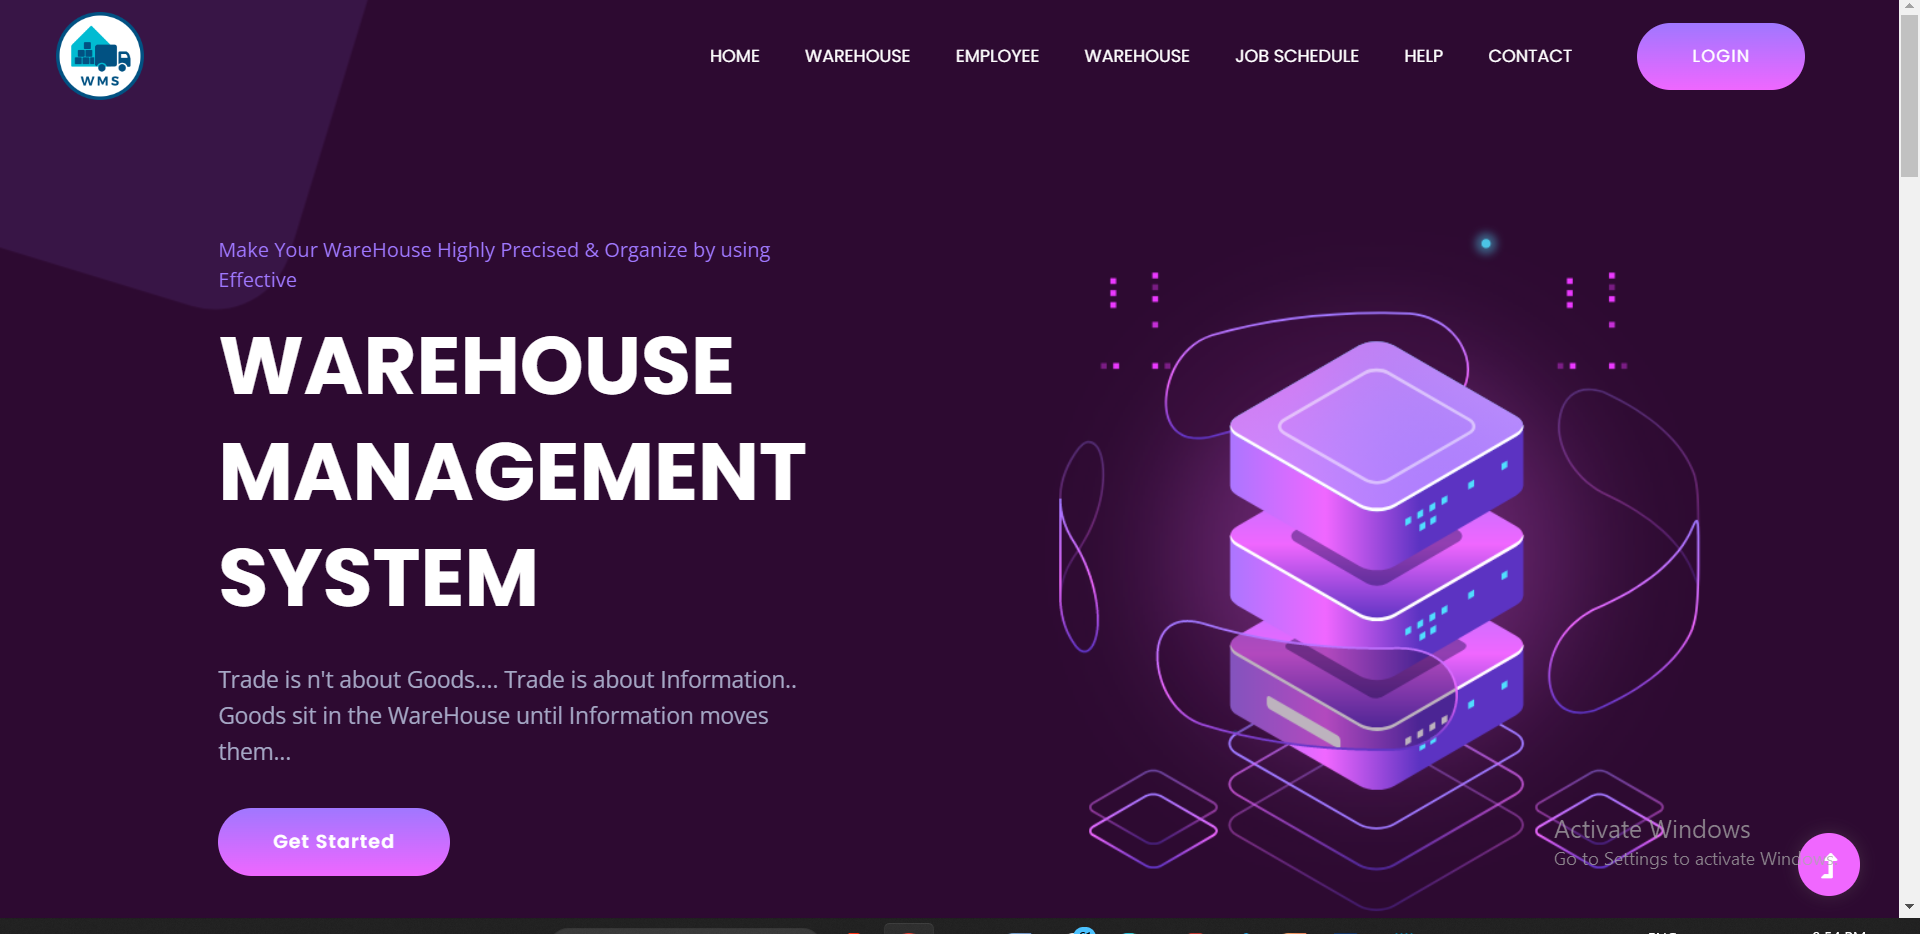 WMS
HOME WAREHOUSE EMPLOYEE WAREHOUSE JOB SCHEDULE HELP CONTACT LOGIN
Make Your WareHouse Highly Precised & Organize by using
Effective
WAREHOUSE
MANAGEMENT
SYSTEM
Trade is n't about Goods.... Trade is about Information..
Goods sit in the WareHouse until Information moves
them...
Get Started
Activate Windows
Go to Settings to activate Windows.